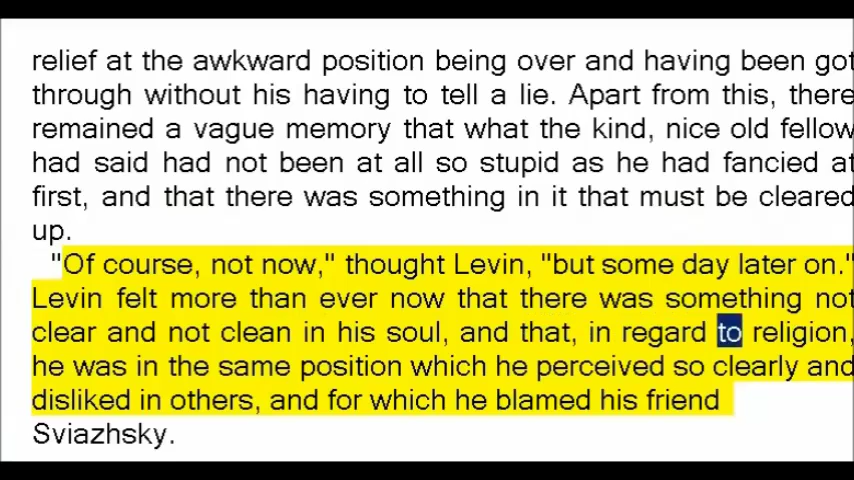 relief at the awkward position being over and having been got
through without his having to tell a lie. Apart from this, there
remained a vague memory that what the kind, nice old fellow
had said had not been at all so stupid as he had fancied at
first, and that there was something in it that must be cleared
up.
"Of course, not now," thought Levin, "but some day later on."
Levin felt more than ever now that there was something not
clear and not clean in his soul, and that, in regard to religion,
he was in the same position which he perceived so clearly and
disliked in others, and for which he blamed his friend
Sviazhsky.